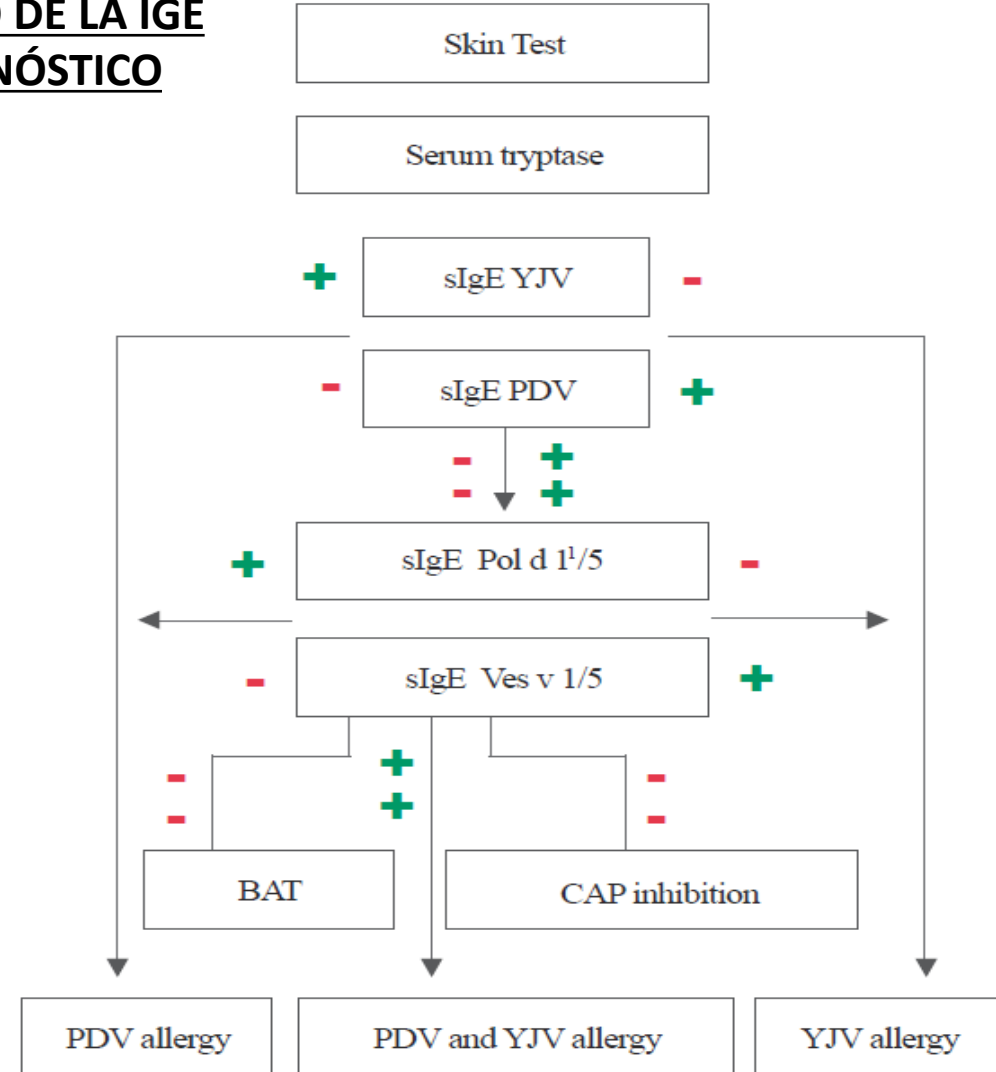 DE LA IGE
NÓSTICO
Skin Test
Serum tryptase
+ sIgE YJV -
- sIgE PDV +
- +
- +
+ sIgE Pol d 1¹/5 -
- sIgE Ves v 1/5 +
- + -
- + -
BAT
CAP inhibition
PDV allergy
PDV and YJV allergy
YJV allergy